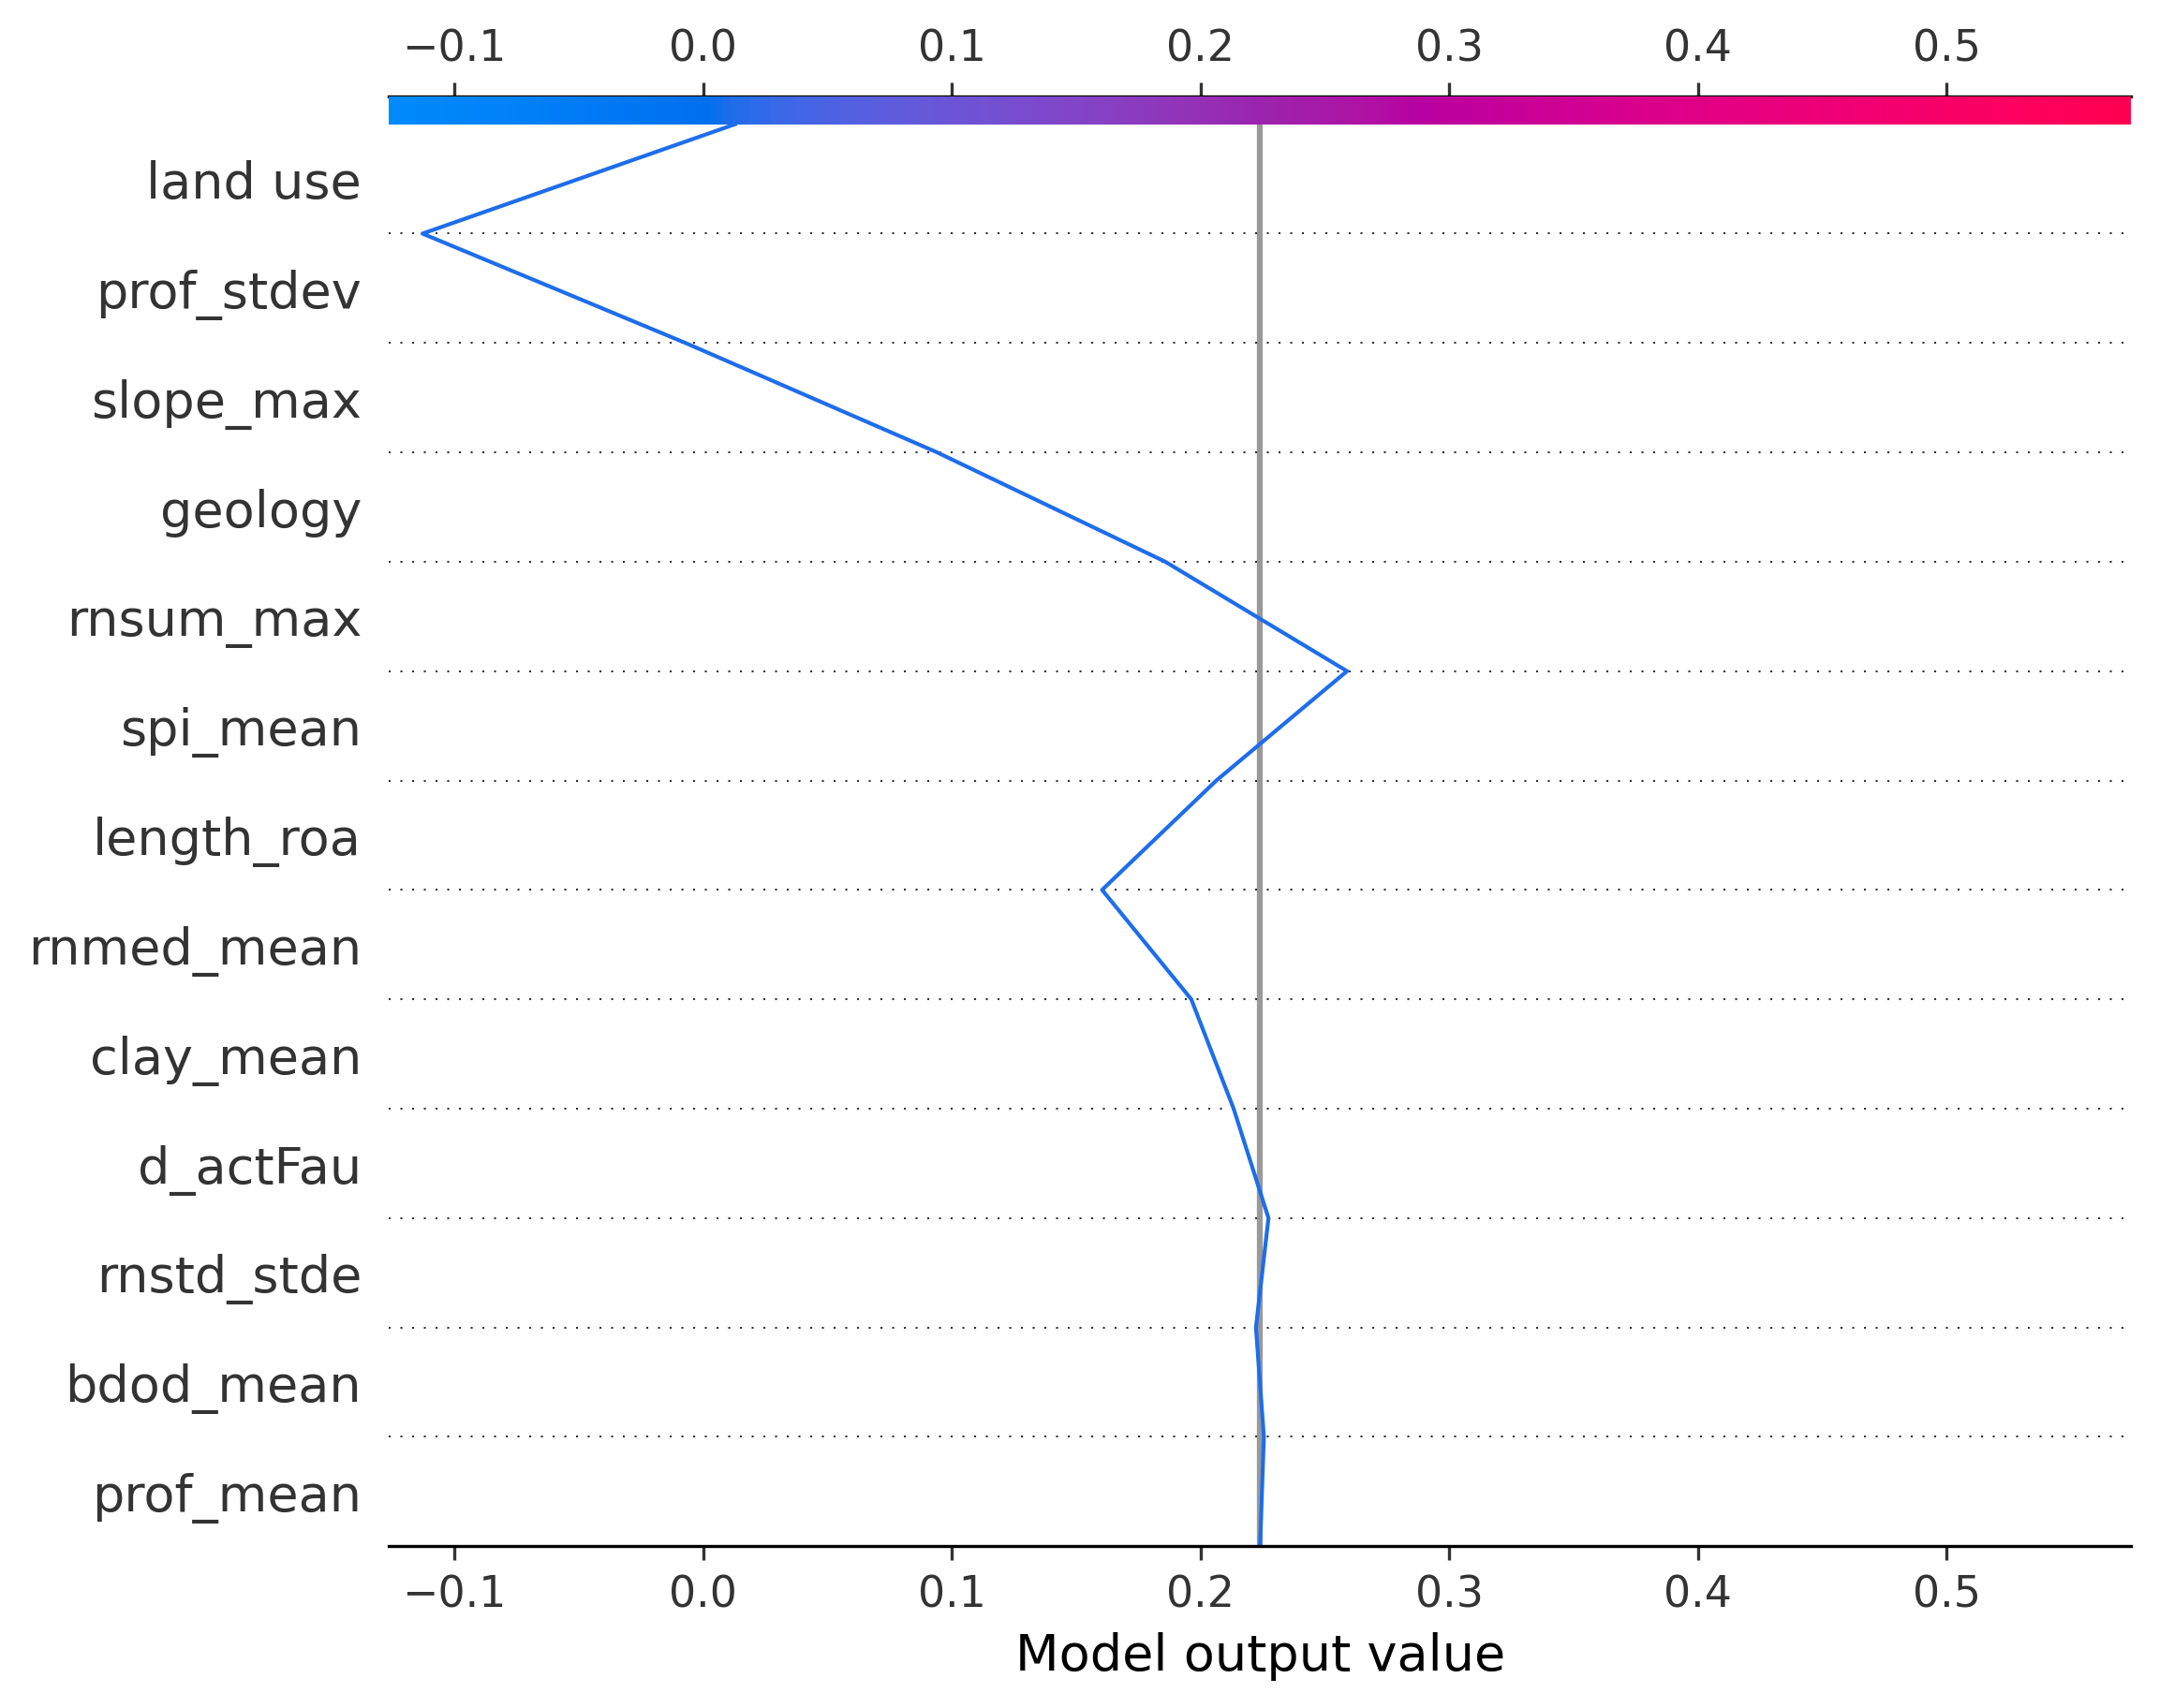 −0.1 0.0 0.1 0.2 0.3 0.4 0.5
land use
prof_stdev
slope_max
geology
rnsum_max
spi_mean
length_roa
rnmed_mean
clay_mean
d_actFau
rnstd_stde
bdod_mean
prof_mean
−0.1 0.0 0.1 0.2 0.3 0.4 0.5
Model output value